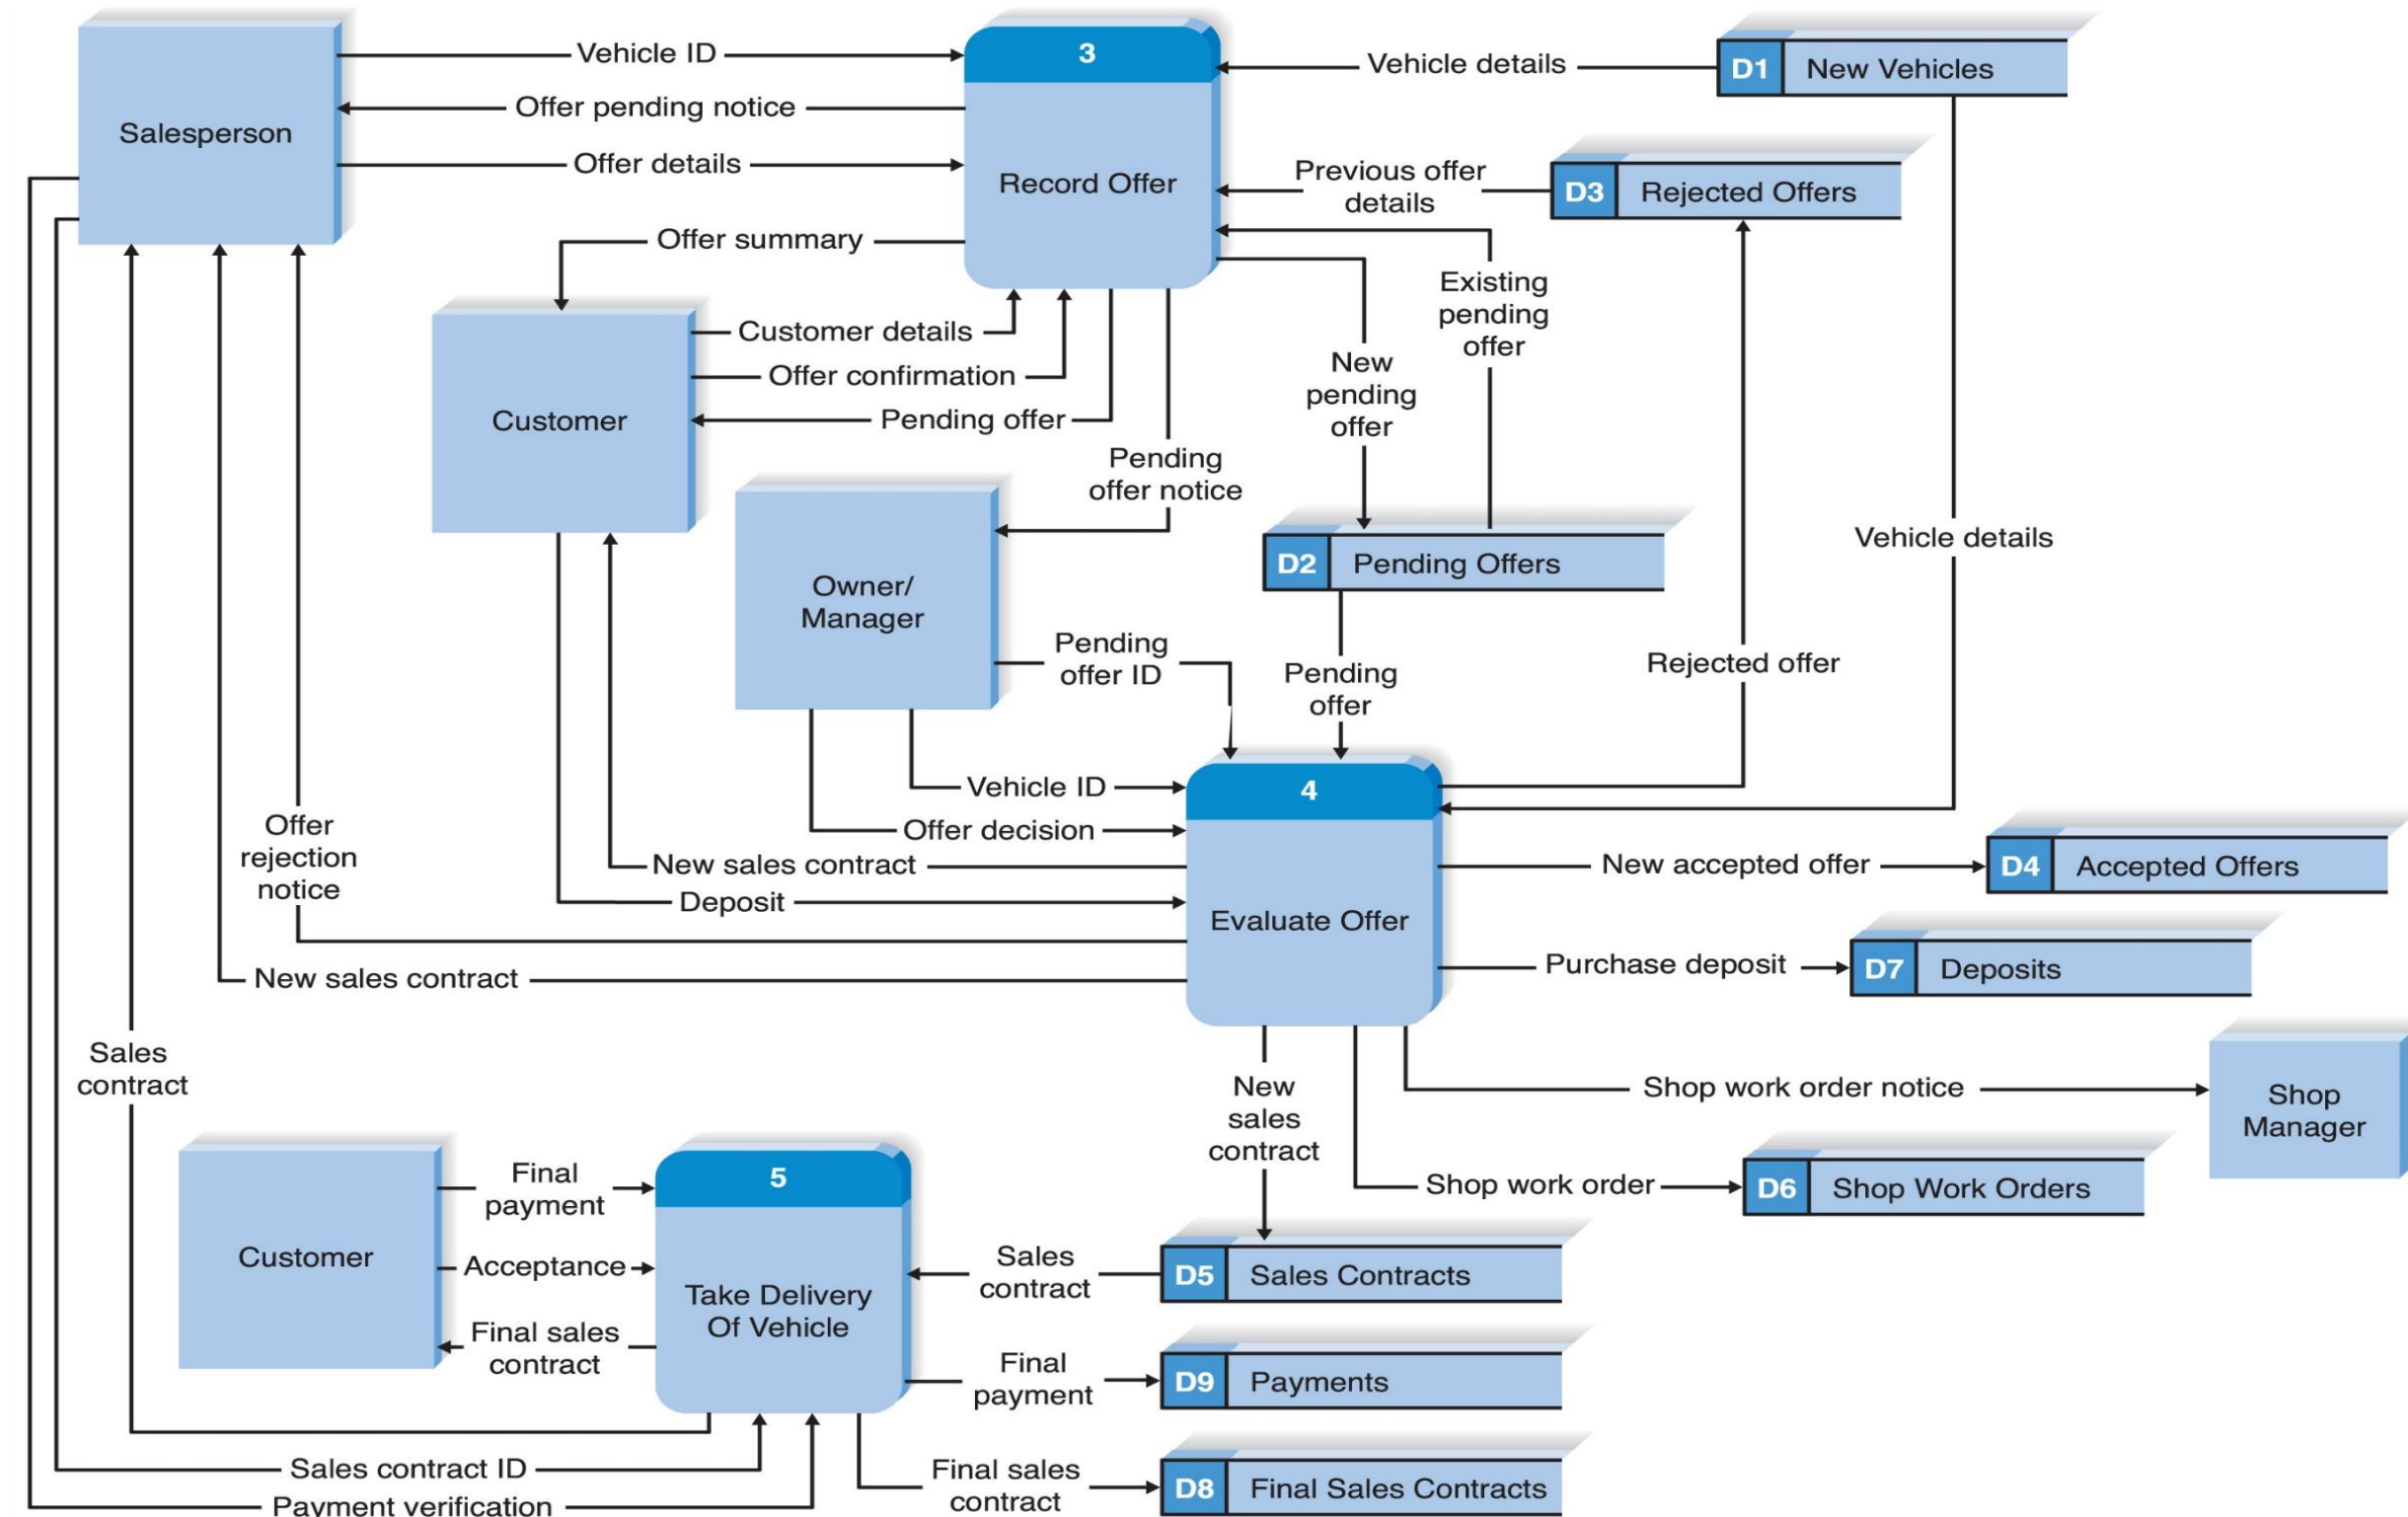 Salesperson
Vehicle ID
Offer pending notice
Offer details
3
Record Offer
Vehicle details
D1 New Vehicles
Previous offer
details
D3 Rejected Offers
Offer summary
Existing
pending
offer
New
pending
offer
Customer
Customer details
Offer confirmation
Pending offer
Pending
offer notice
Owner/
Manager
D2 Pending Offers
Vehicle details
Pending
offer ID
Pending
offer
Rejected offer
Vehicle ID
Offer decision
New sales contract
Deposit
Offer
rejection
notice
New sales contract
4
Evaluate Offer
New accepted offer
D4 Accepted Offers
Purchase deposit
D7 Deposits
Sales
contract
New
sales
contract
Shop work order notice
Shop
Manager
Shop work order
D6 Shop Work Orders
Customer
Final
payment
Acceptance
Final sales
contract
5
Take Delivery
Of Vehicle
Sales
contract
D5 Sales Contracts
Final
payment
D9 Payments
Sales contract ID
Payment verification
Final sales
contract
D8 Final Sales Contracts